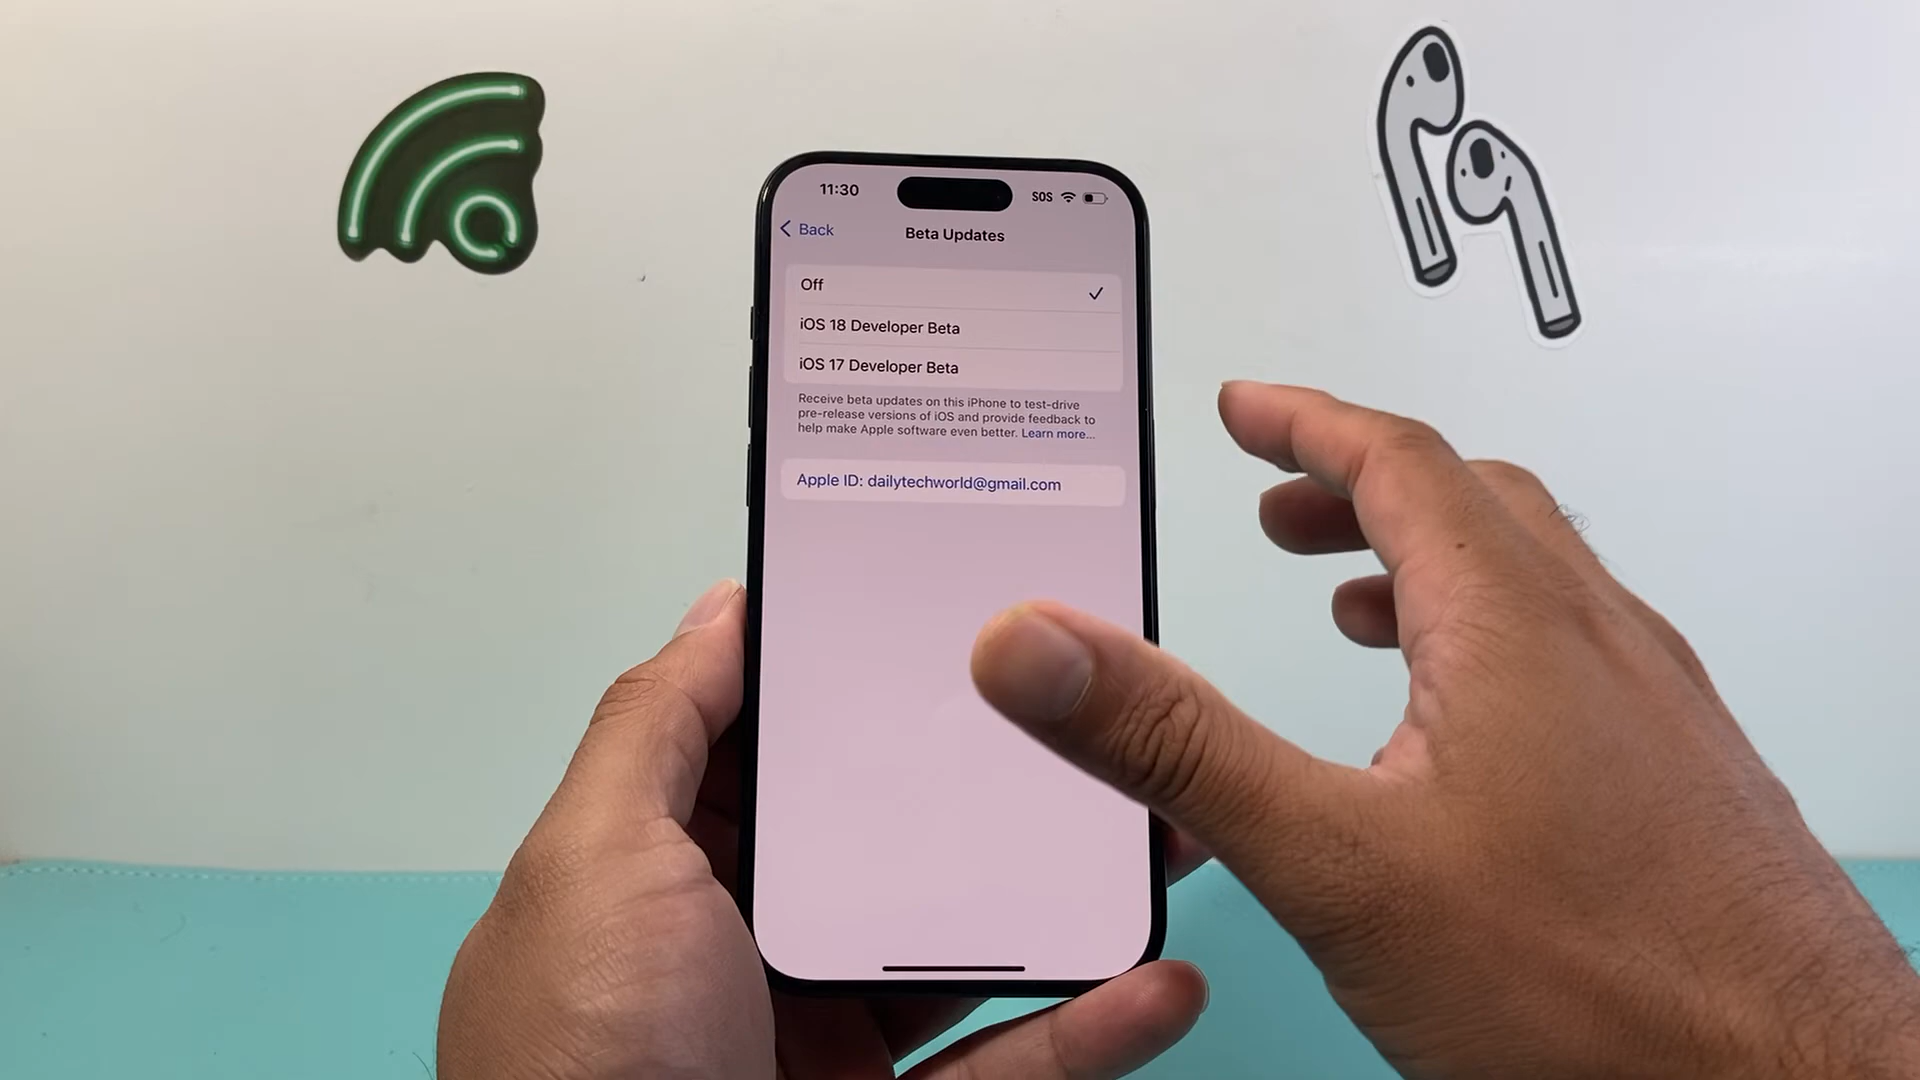 11:30
SOS
Back
Beta Updates
Off
iOS 18 Developer Beta
iOS 17 Developer Beta
Receive beta updates on this iPhone to test-drive
pre-release versions of iOS and provide feedback to
help make Apple software even better. Learn more...
Apple ID: dailytechworld@gmail.com